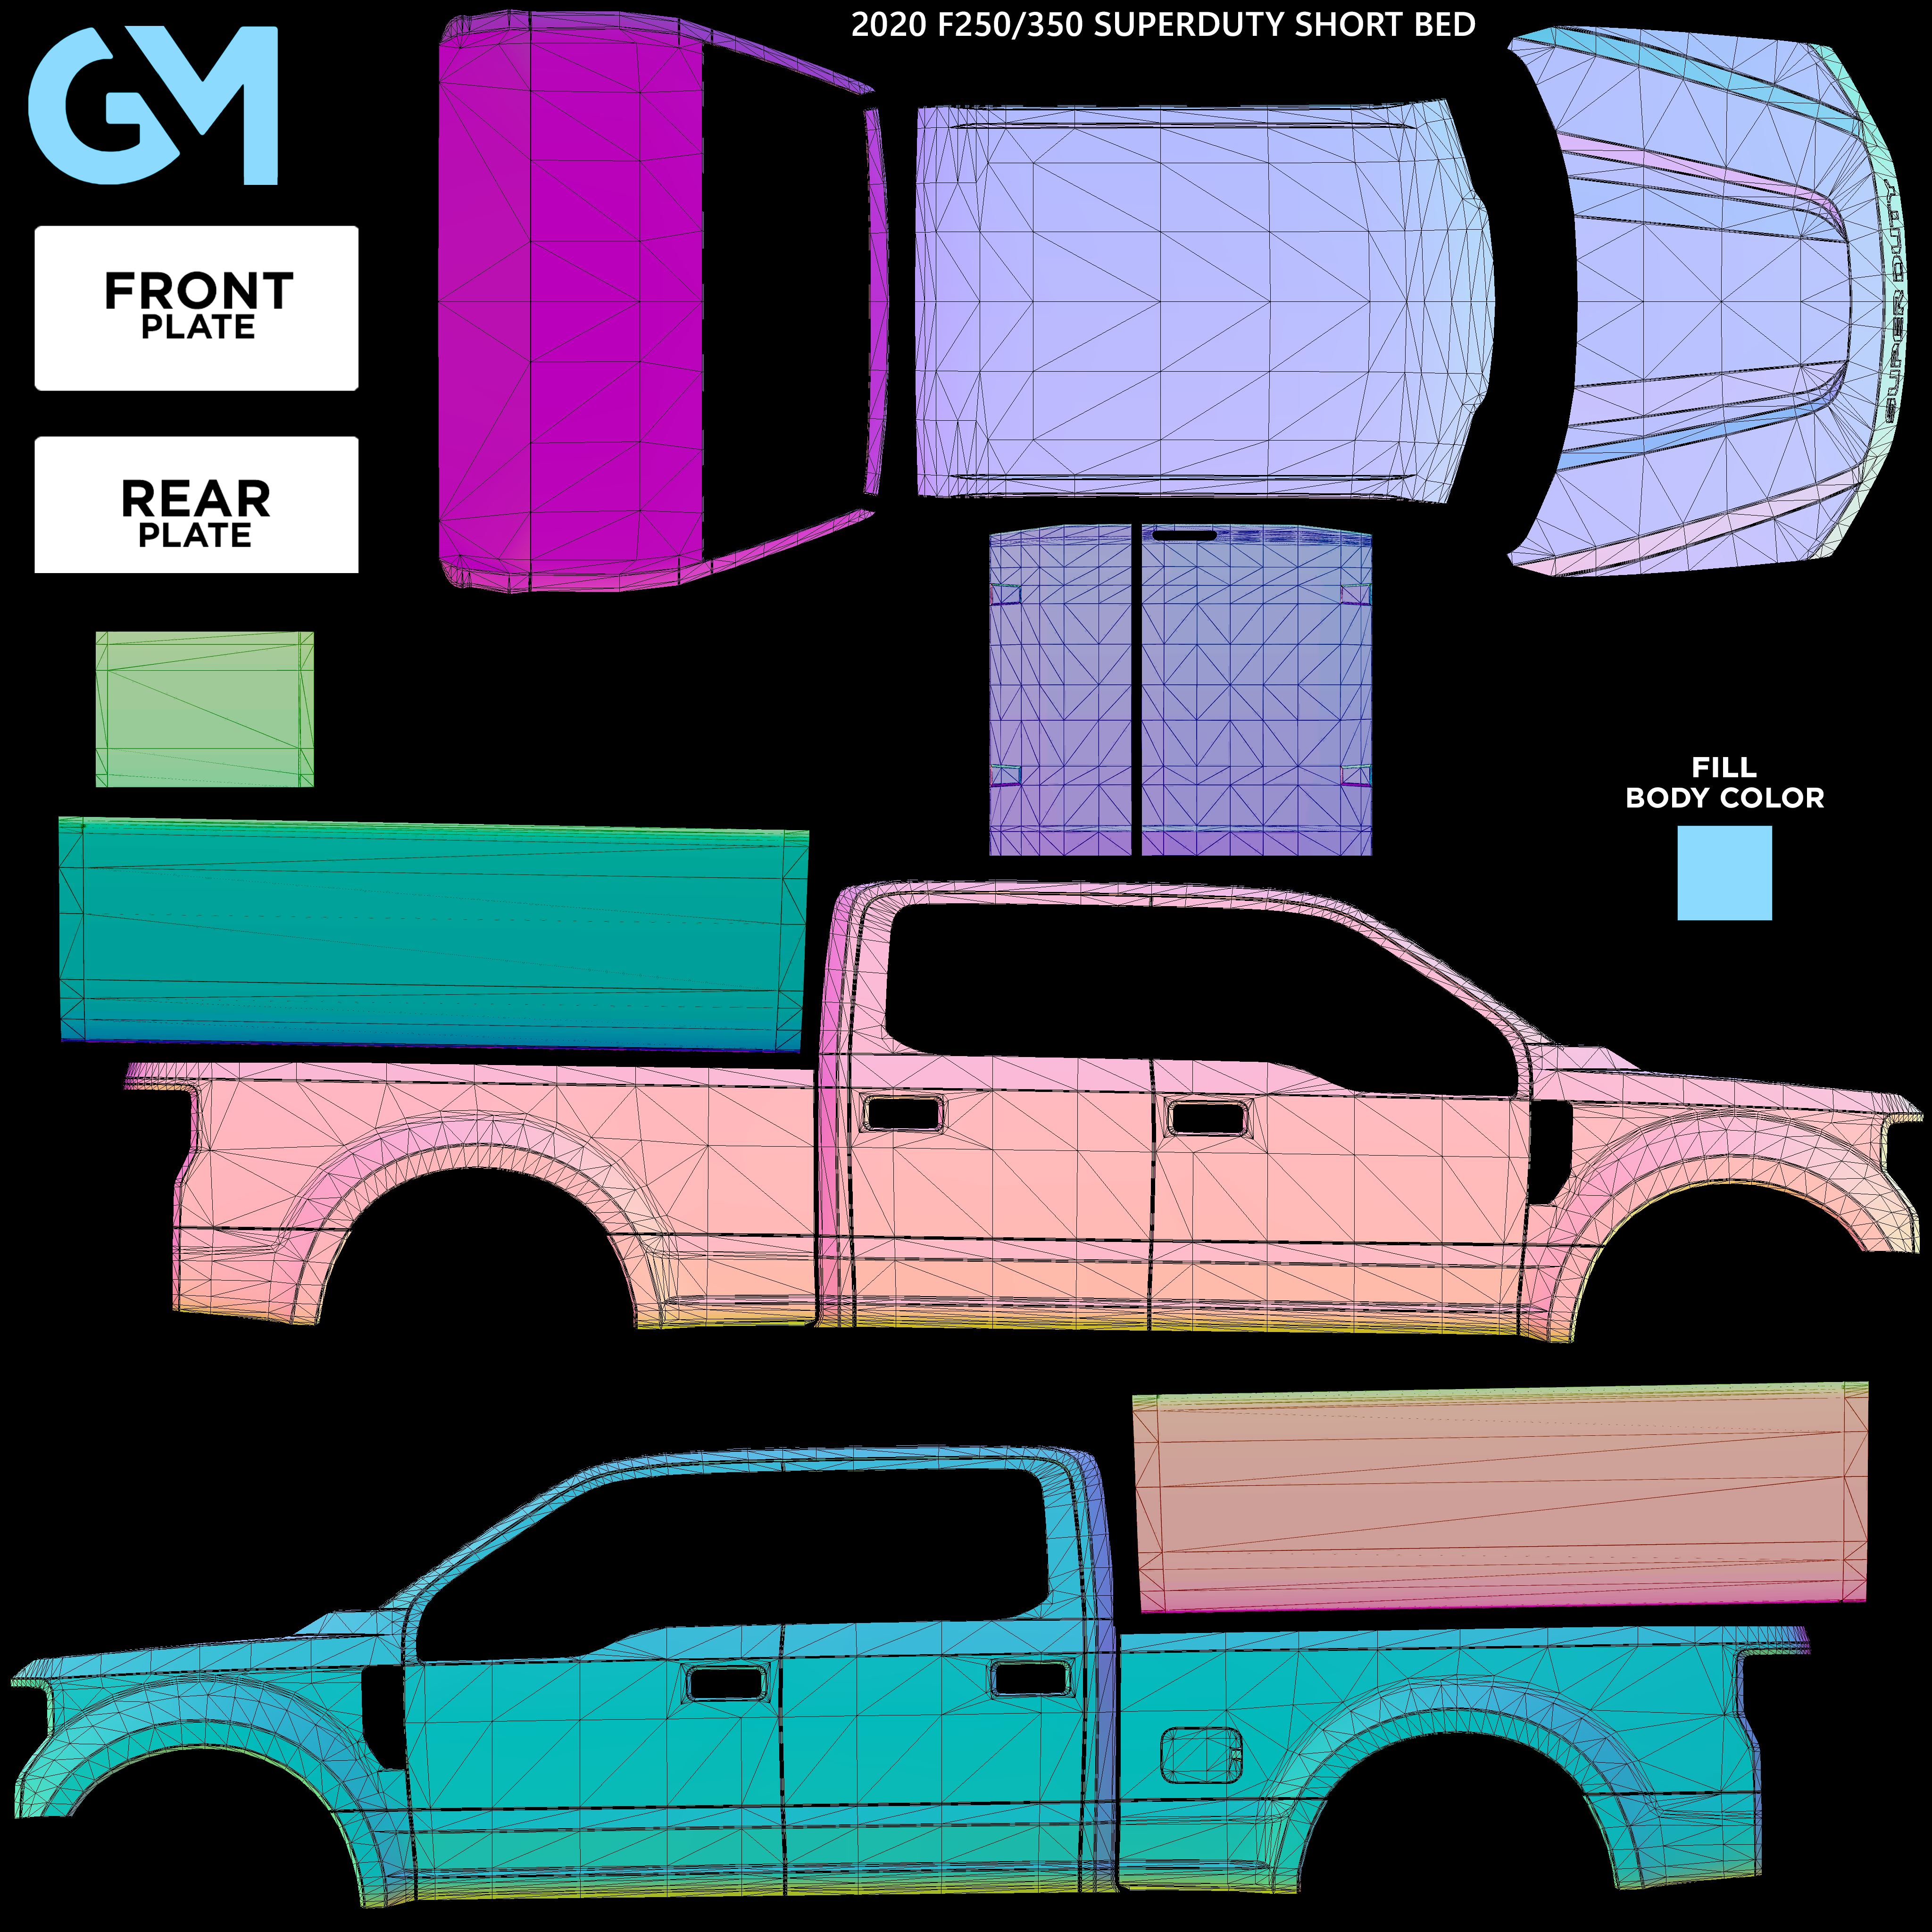 2020 F250/350 SUPERDUTY SHORT BED
GM
FRONT
PLATE
REAR
PLATE
SUPER DUTY
FILL
BODY COLOR